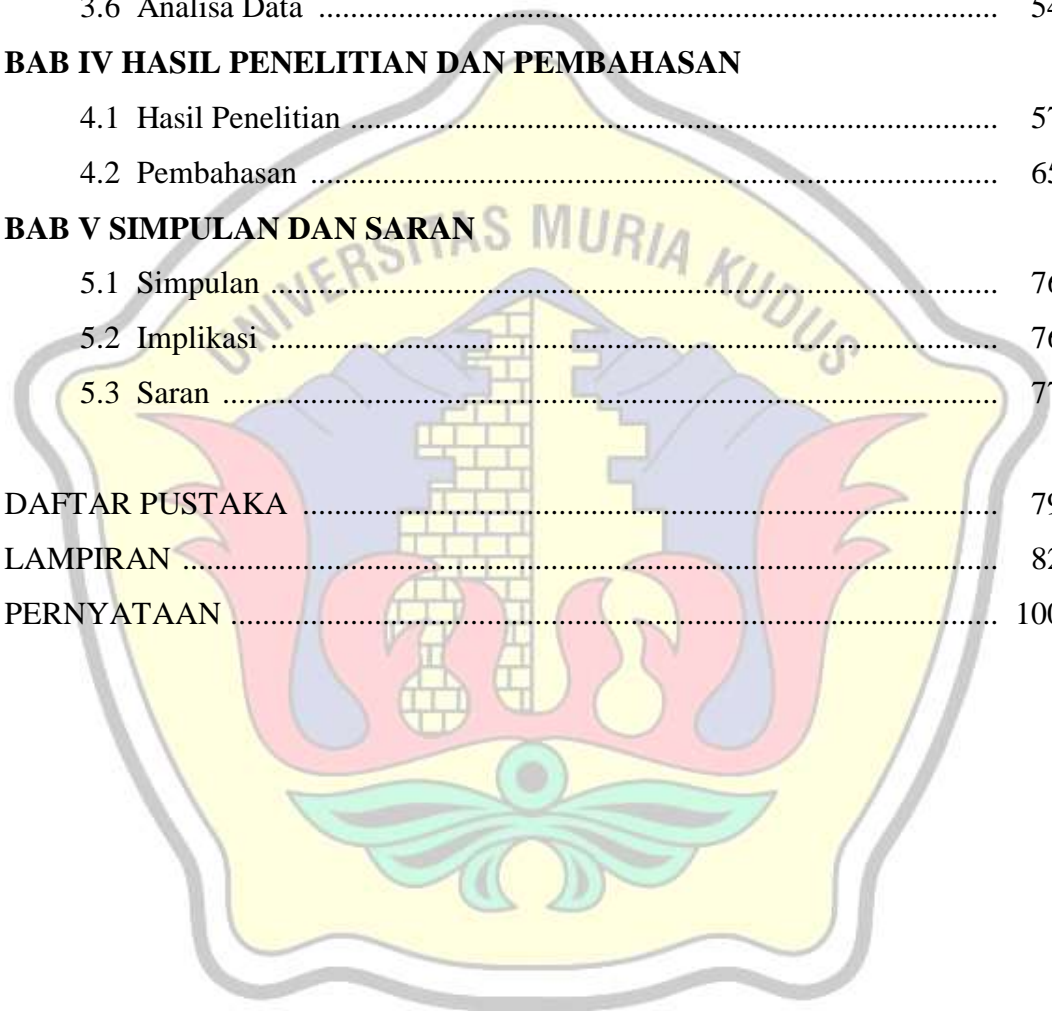 3.6 Analisa Data ........................................................................................ 54
BAB IV HASIL PENELITIAN DAN PEMBAHASAN
4.1 Hasil Penelitian .................................................................................. 57
4.2 Pembahasan ....................................................................................... 65
BAB V SIMPULAN DAN SARAN
UNIVERSITAS MURIA KUDUS
5.1 Simpulan ............................................................................................ 76
5.2 Implikasi ............................................................................................ 76
5.3 Saran .................................................................................................. 77
DAFTAR PUSTAKA ........................................................................................ 79
LAMPIRAN ....................................................................................................... 82
PERNYATAAN ................................................................................................. 100